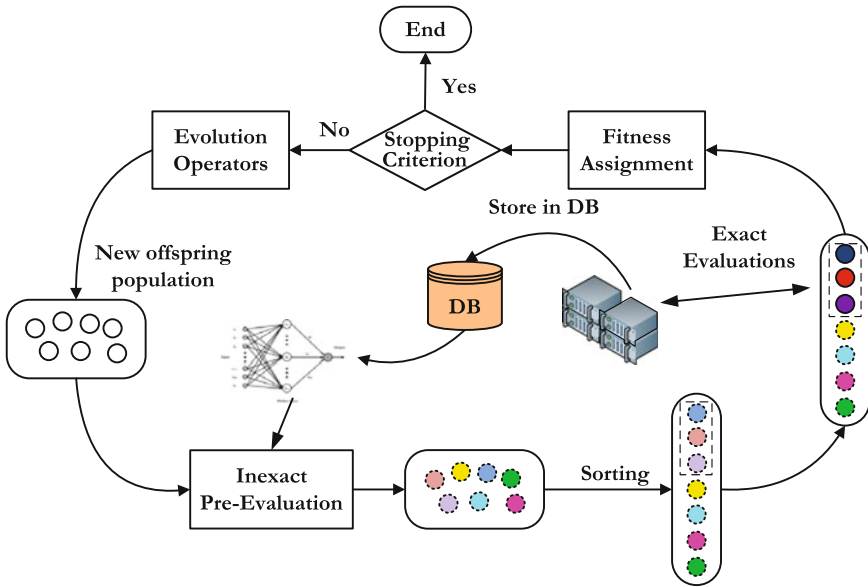 End
Yes
No
Evolution
Operators
Stopping
Criterion
Fitness
Assignment
Store in DB
New offspring
population
Exact
Evaluations
DB
Inexact
Pre-Evaluation
Sorting